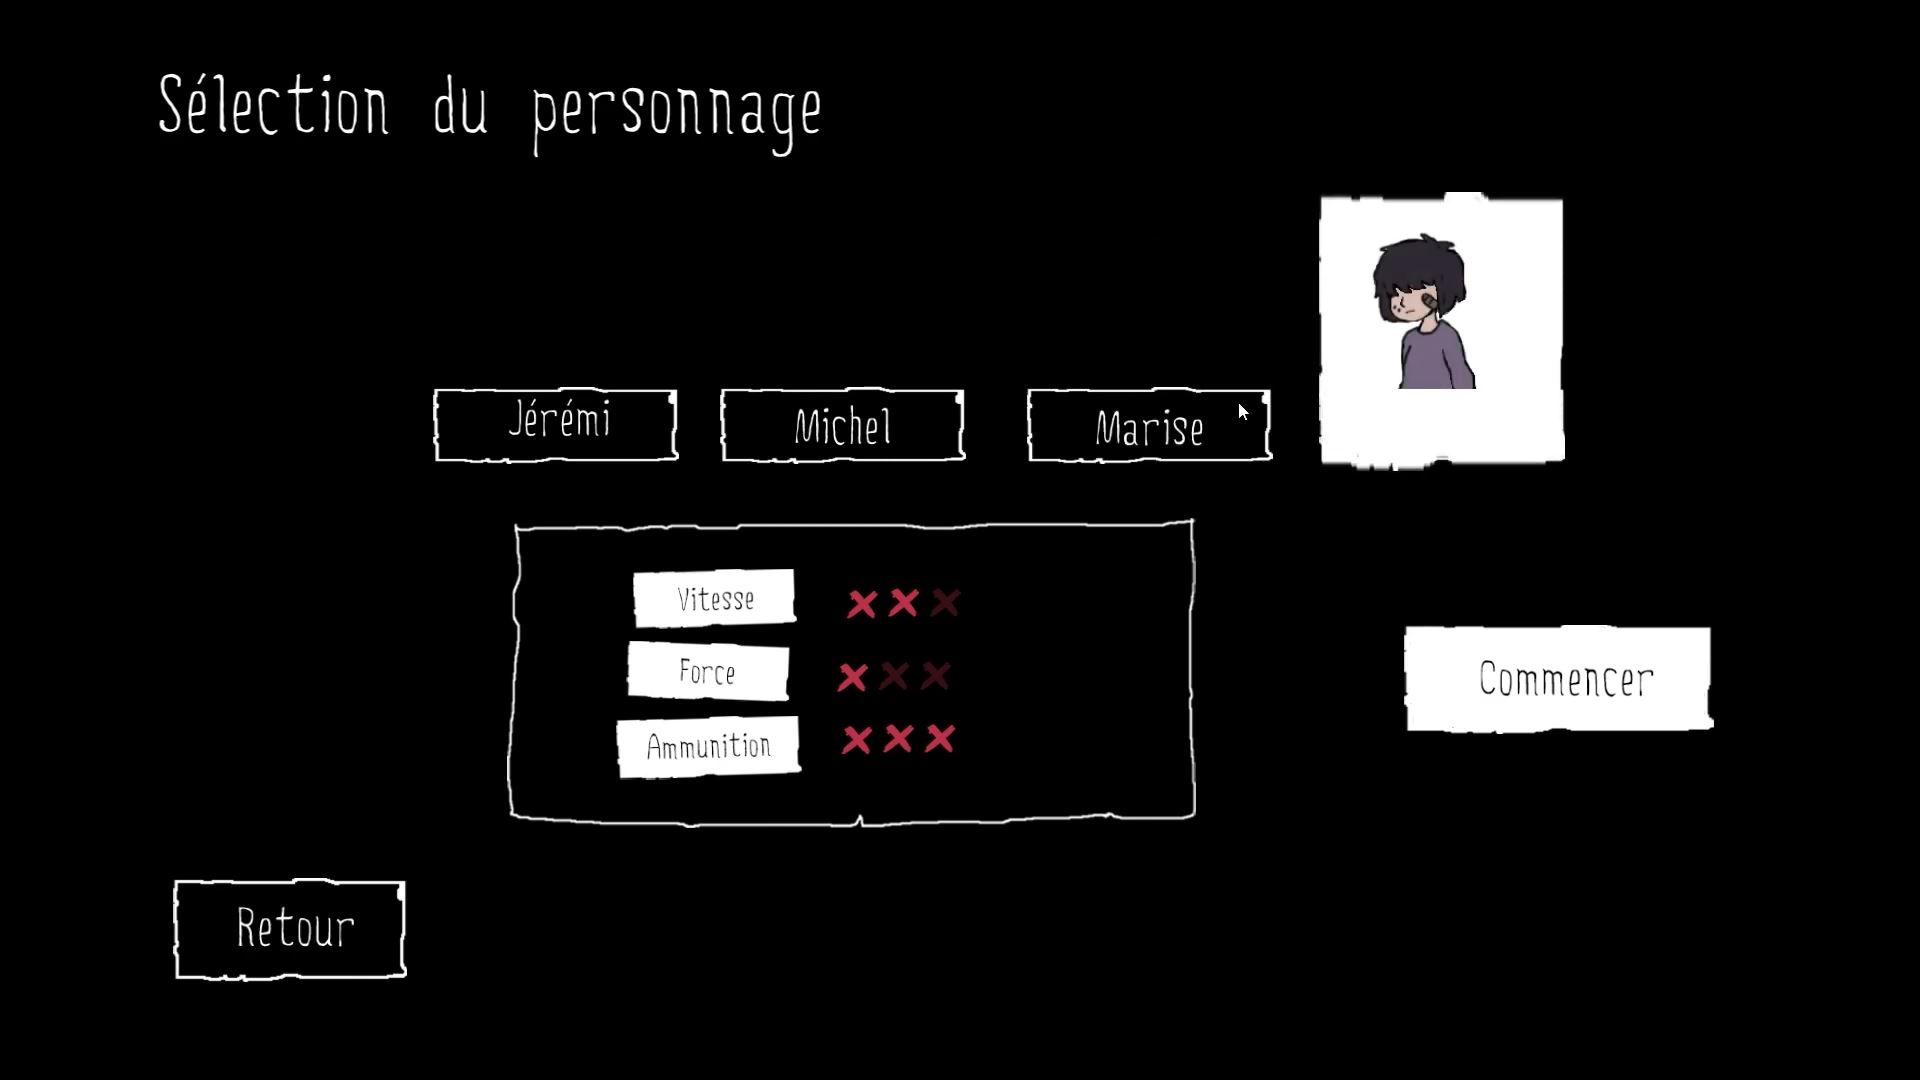 Sélection du personnage
Jérémi
Michel
Marise
Vitesse
Force
Ammunition
Commencer
Retour